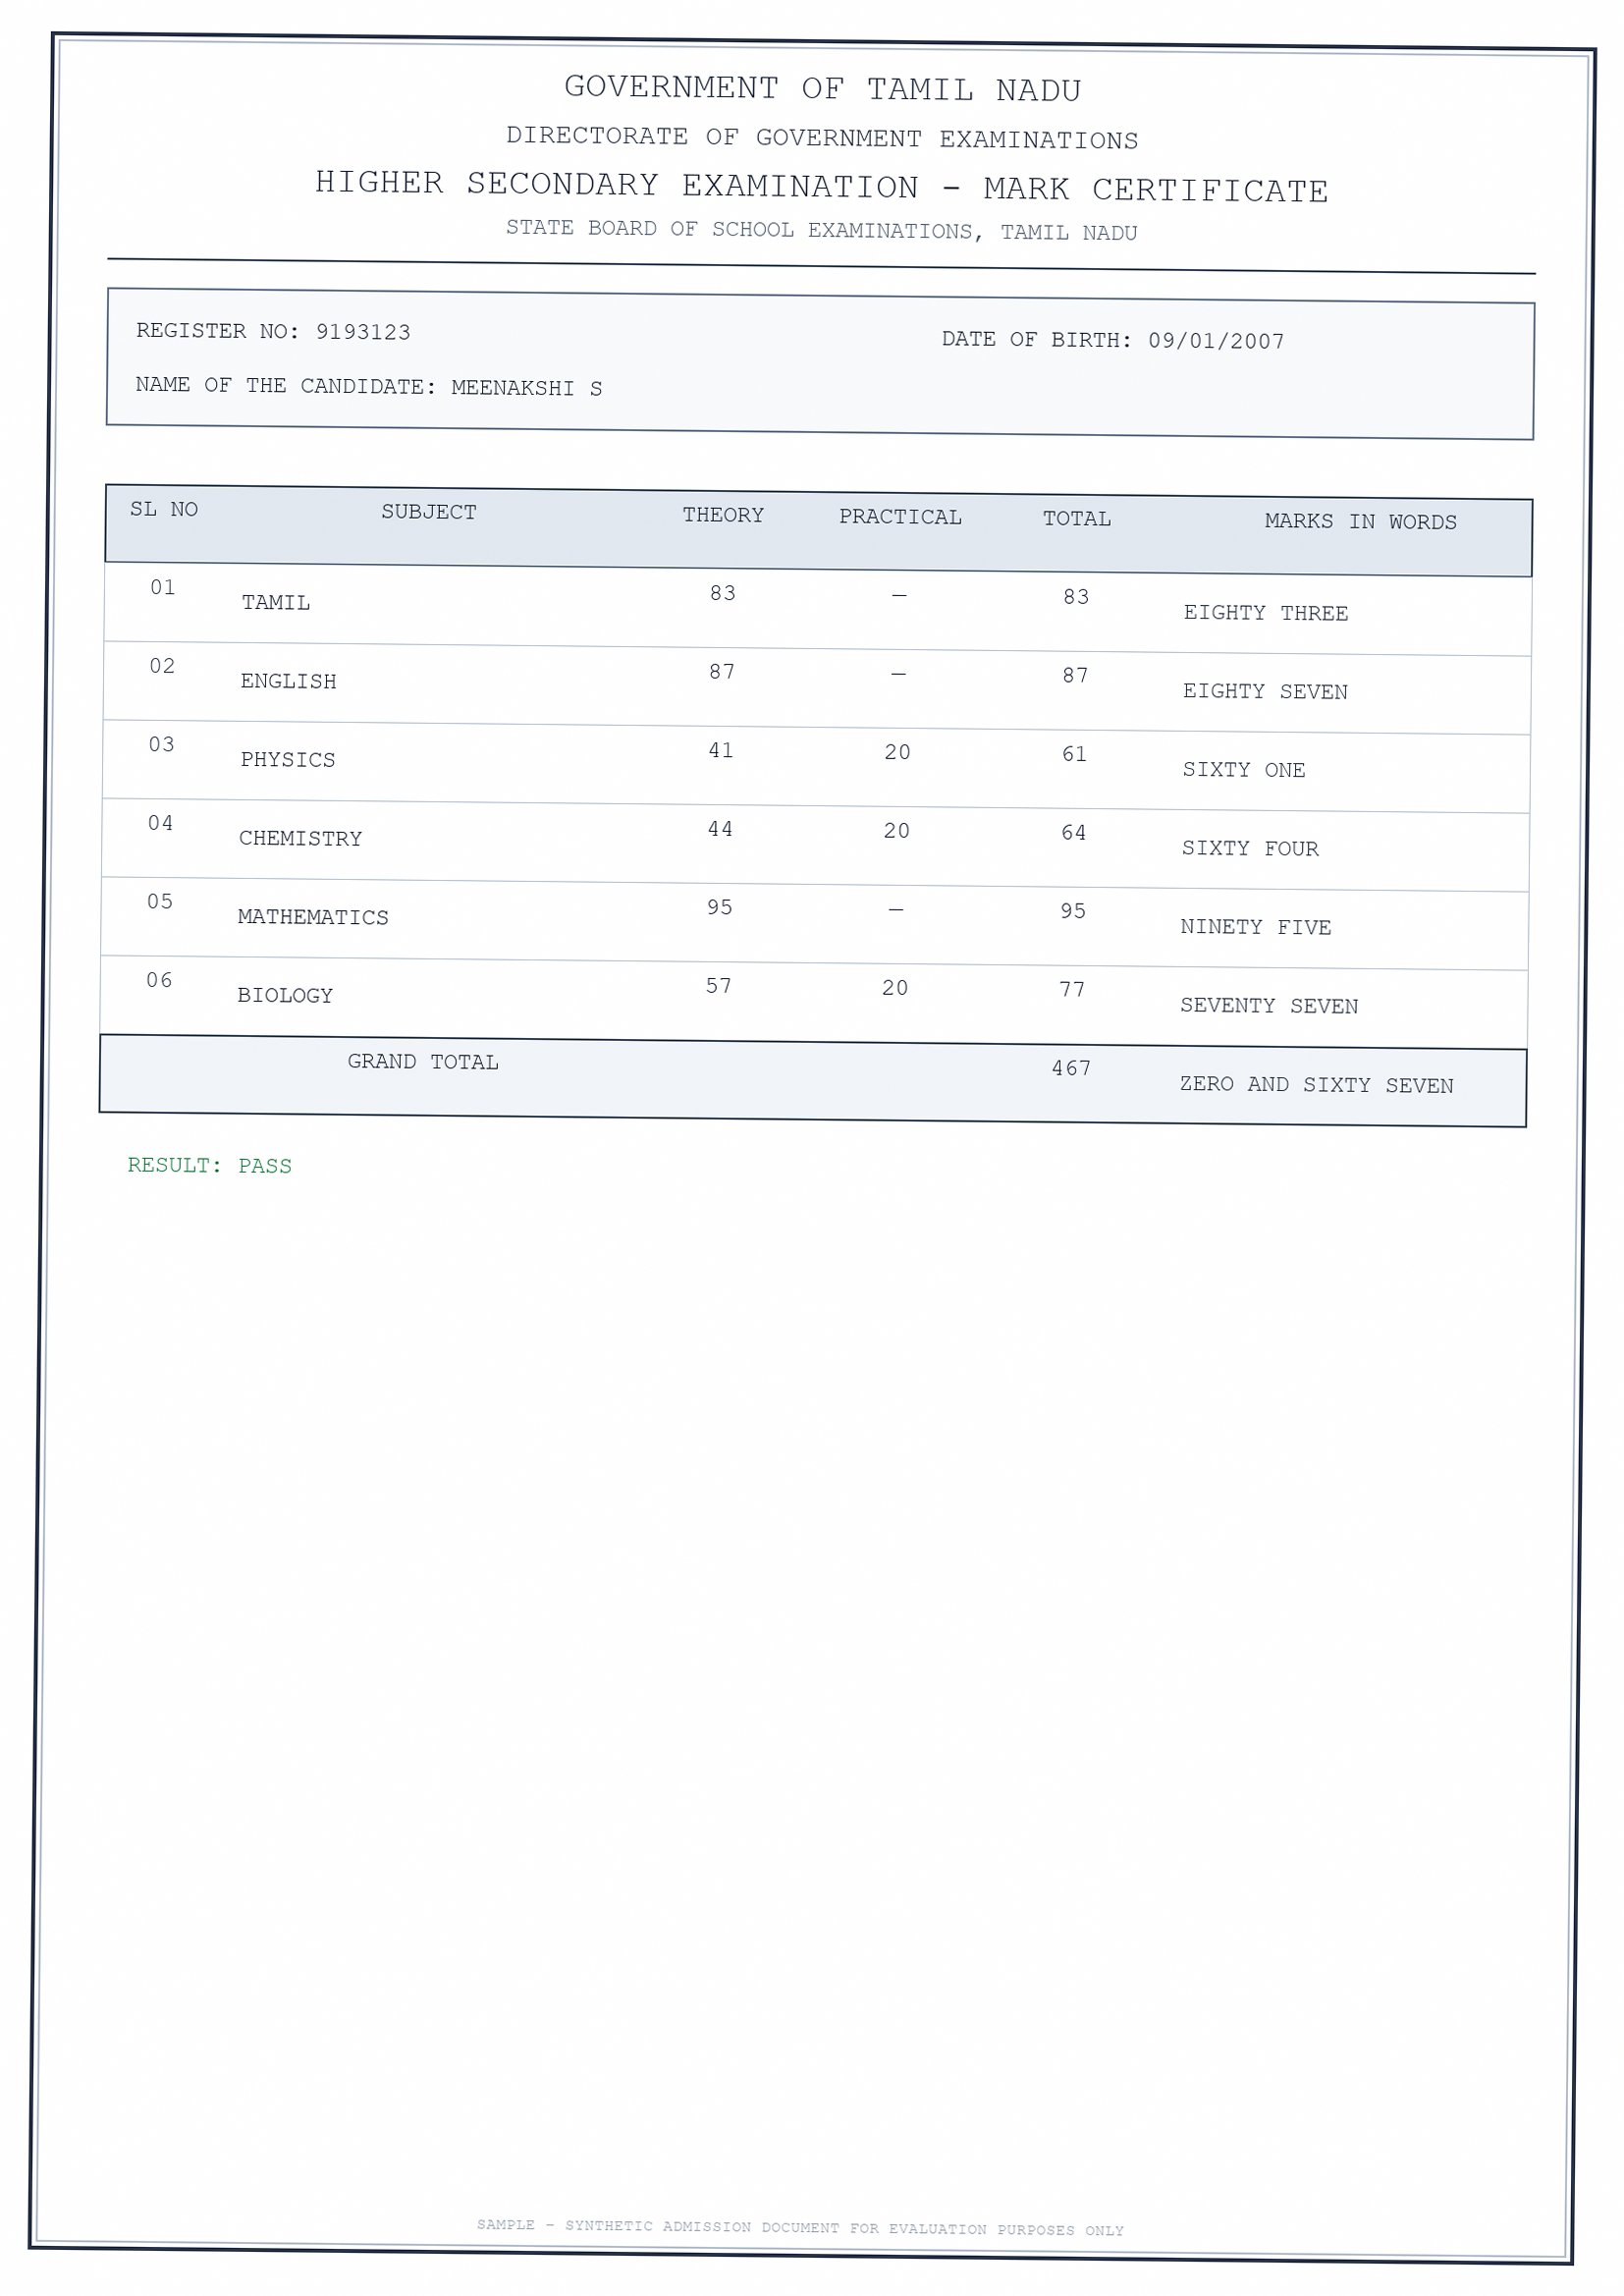 GOVERNMENT OF TAMIL NADU
DIRECTORATE OF GOVERNMENT EXAMINATIONS
HIGHER SECONDARY EXAMINATION - MARK CERTIFICATE
STATE BOARD OF SCHOOL EXAMINATIONS, TAMIL NADU
REGISTER NO: 9193123 DATE OF BIRTH: 09/01/2007
NAME OF THE CANDIDATE: MEENAKSHI S
SL NO SUBJECT THEORY PRACTICAL TOTAL MARKS IN WORDS
01 TAMIL 83 — 83 EIGHTY THREE
02 ENGLISH 87 — 87 EIGHTY SEVEN
03 PHYSICS 41 20 61 SIXTY ONE
04 CHEMISTRY 44 20 64 SIXTY FOUR
05 MATHEMATICS 95 — 95 NINETY FIVE
06 BIOLOGY 57 20 77 SEVENTY SEVEN
GRAND TOTAL 467 ZERO AND SIXTY SEVEN
RESULT: PASS
SAMPLE - SYNTHETIC ADMISSION DOCUMENT FOR EVALUATION PURPOSES ONLY